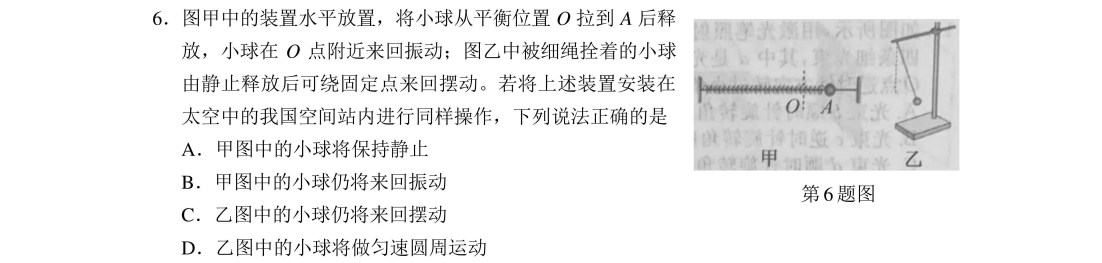 6．图甲中的装置水平放置，将小球从平衡位置 O 拉到 A 后释
放，小球在 O 点附近来回振动；图乙中被细绳拴着的小球
由静止释放后可绕固定点来回摆动。若将上述装置安装在
太空中的我国空间站内进行同样操作，下列说法正确的是
A．甲图中的小球将保持静止
B．甲图中的小球仍将来回振动
C．乙图中的小球仍将来回摆动
D．乙图中的小球将做匀速圆周运动
O A
甲 乙
第6题图